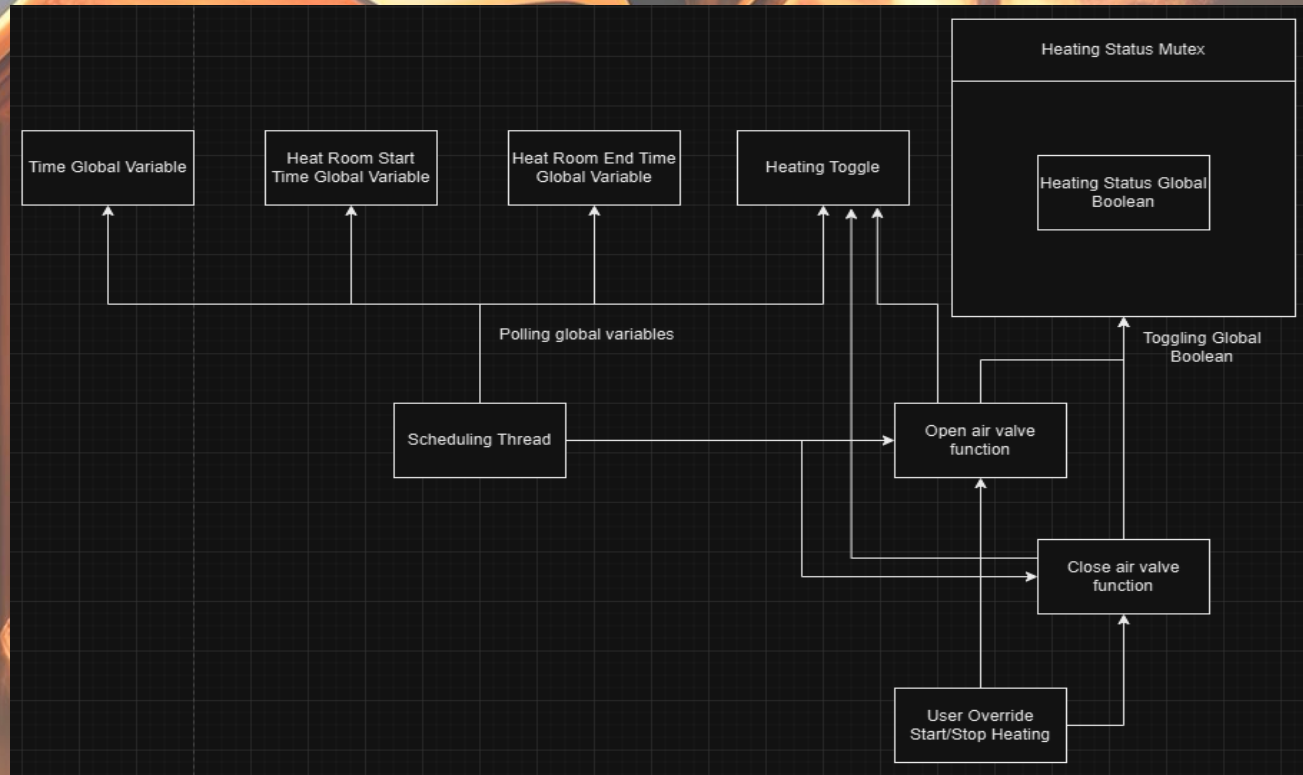 Heating Status Mutex
Time Global Variable
Heat Room Start
Time Global Variable
Heat Room End Time
Global Variable
Heating Toggle
Heating Status Global
Boolean
Polling global variables
Toggling Global
Boolean
Scheduling Thread
Open air valve
function
Close air valve
function
User Override
Start/Stop Heating